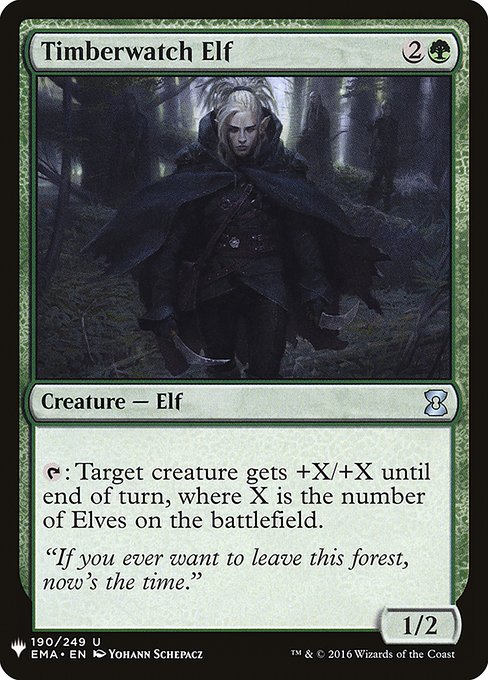 Timberwatch Elf 2
Creature — Elf
: Target creature gets +X/+X until
end of turn, where X is the number
of Elves on the battlefield.
“If you ever want to leave this forest,
now’s the time.”
1/2
190/249 U
EMA • EN Yohann Schepacz
™ & © 2016 Wizards of the Coast